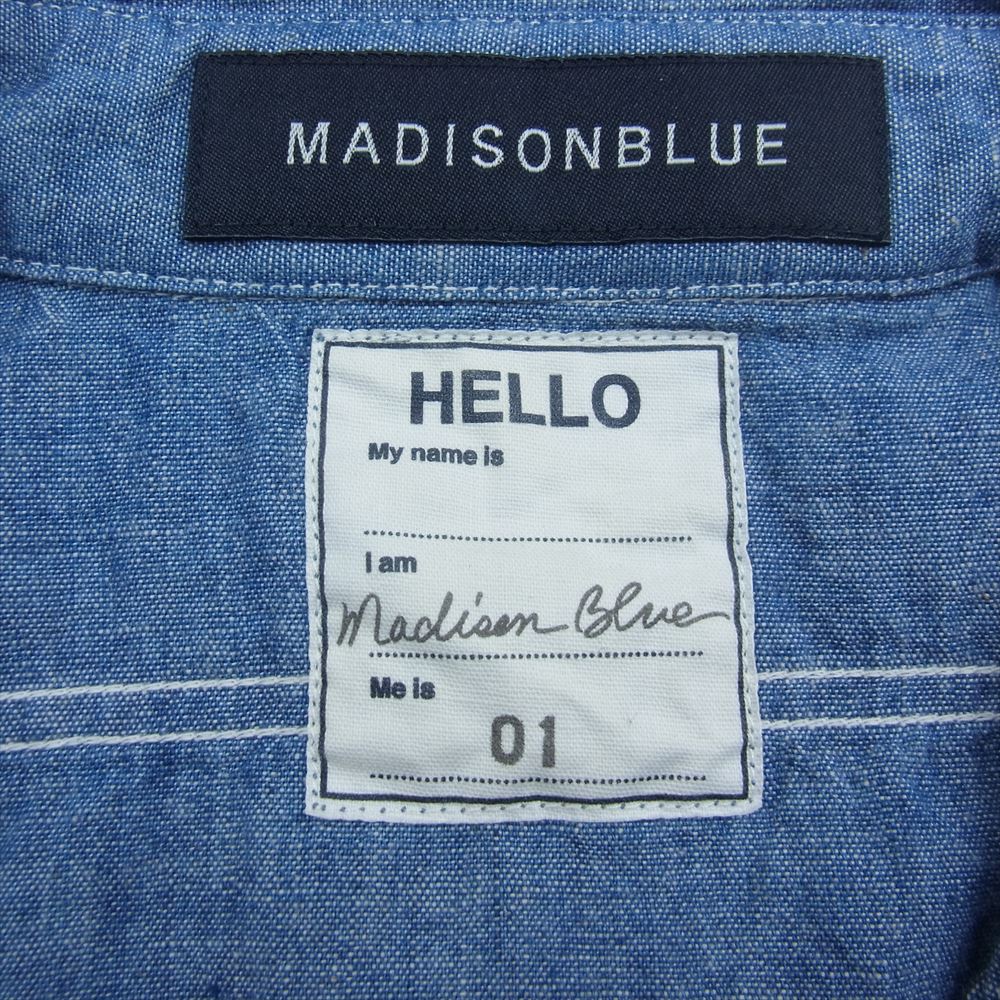 MADISONBLUE
HELLO
My name is
I am
Madison Blue
Me is
01